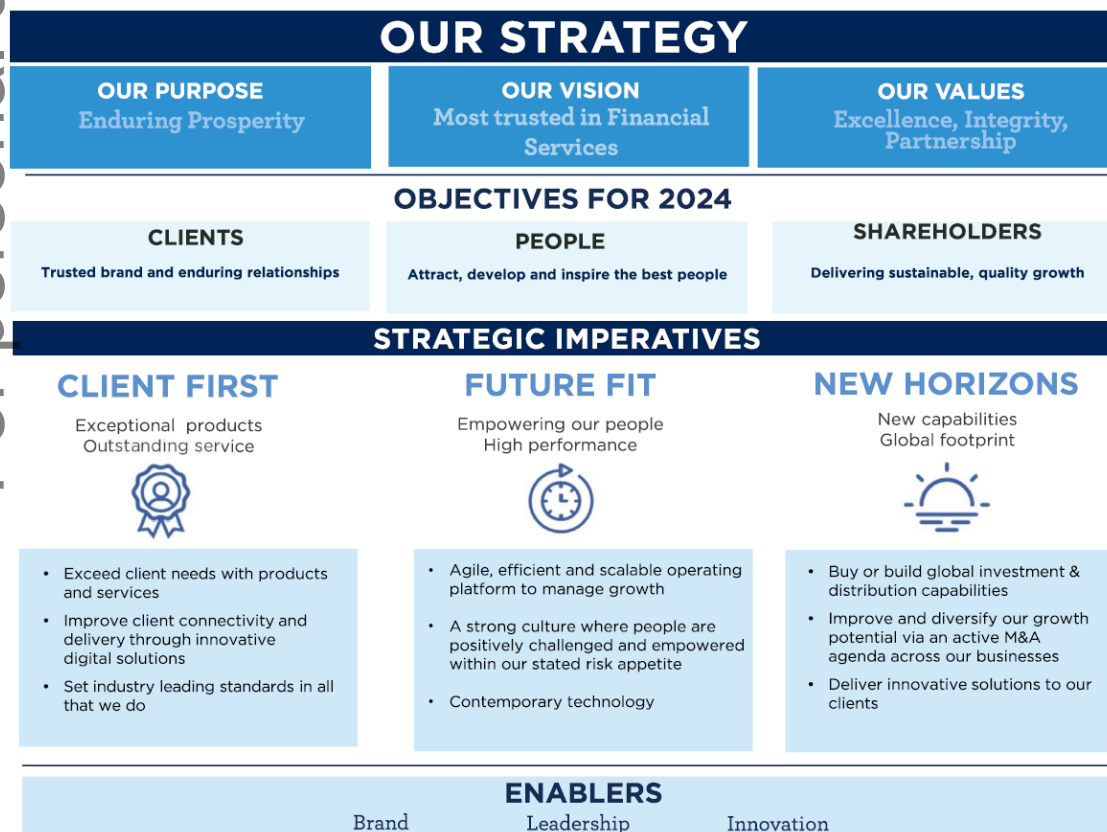 OUR STRATEGY
OUR PURPOSE
Enduring Prosperity
OUR VISION
Most trusted in Financial
Services
OUR VALUES
Excellence, Integrity,
Partnership
OBJECTIVES FOR 2024
CLIENTS
Trusted brand and enduring relationships
PEOPLE
Attract, develop and inspire the best people
SHAREHOLDERS
Delivering sustainable, quality growth
STRATEGIC IMPERATIVES
CLIENT FIRST
Exceptional products
Outstanding service
• Exceed client needs with products
and services
• Improve client connectivity and
delivery through innovative
digital solutions
• Set industry leading standards in all
that we do
FUTURE FIT
Empowering our people
High performance
• Agile, efficient and scalable operating
platform to manage growth
• A strong culture where people are
positively challenged and empowered
within our stated risk appetite
• Contemporary technology
NEW HORIZONS
New capabilities
Global footprint
• Buy or build global investment &
distribution capabilities
• Improve and diversify our growth
potential via an active M&A
agenda across our businesses
• Deliver innovative solutions to our
clients
ENABLERS
Brand Leadership Innovation